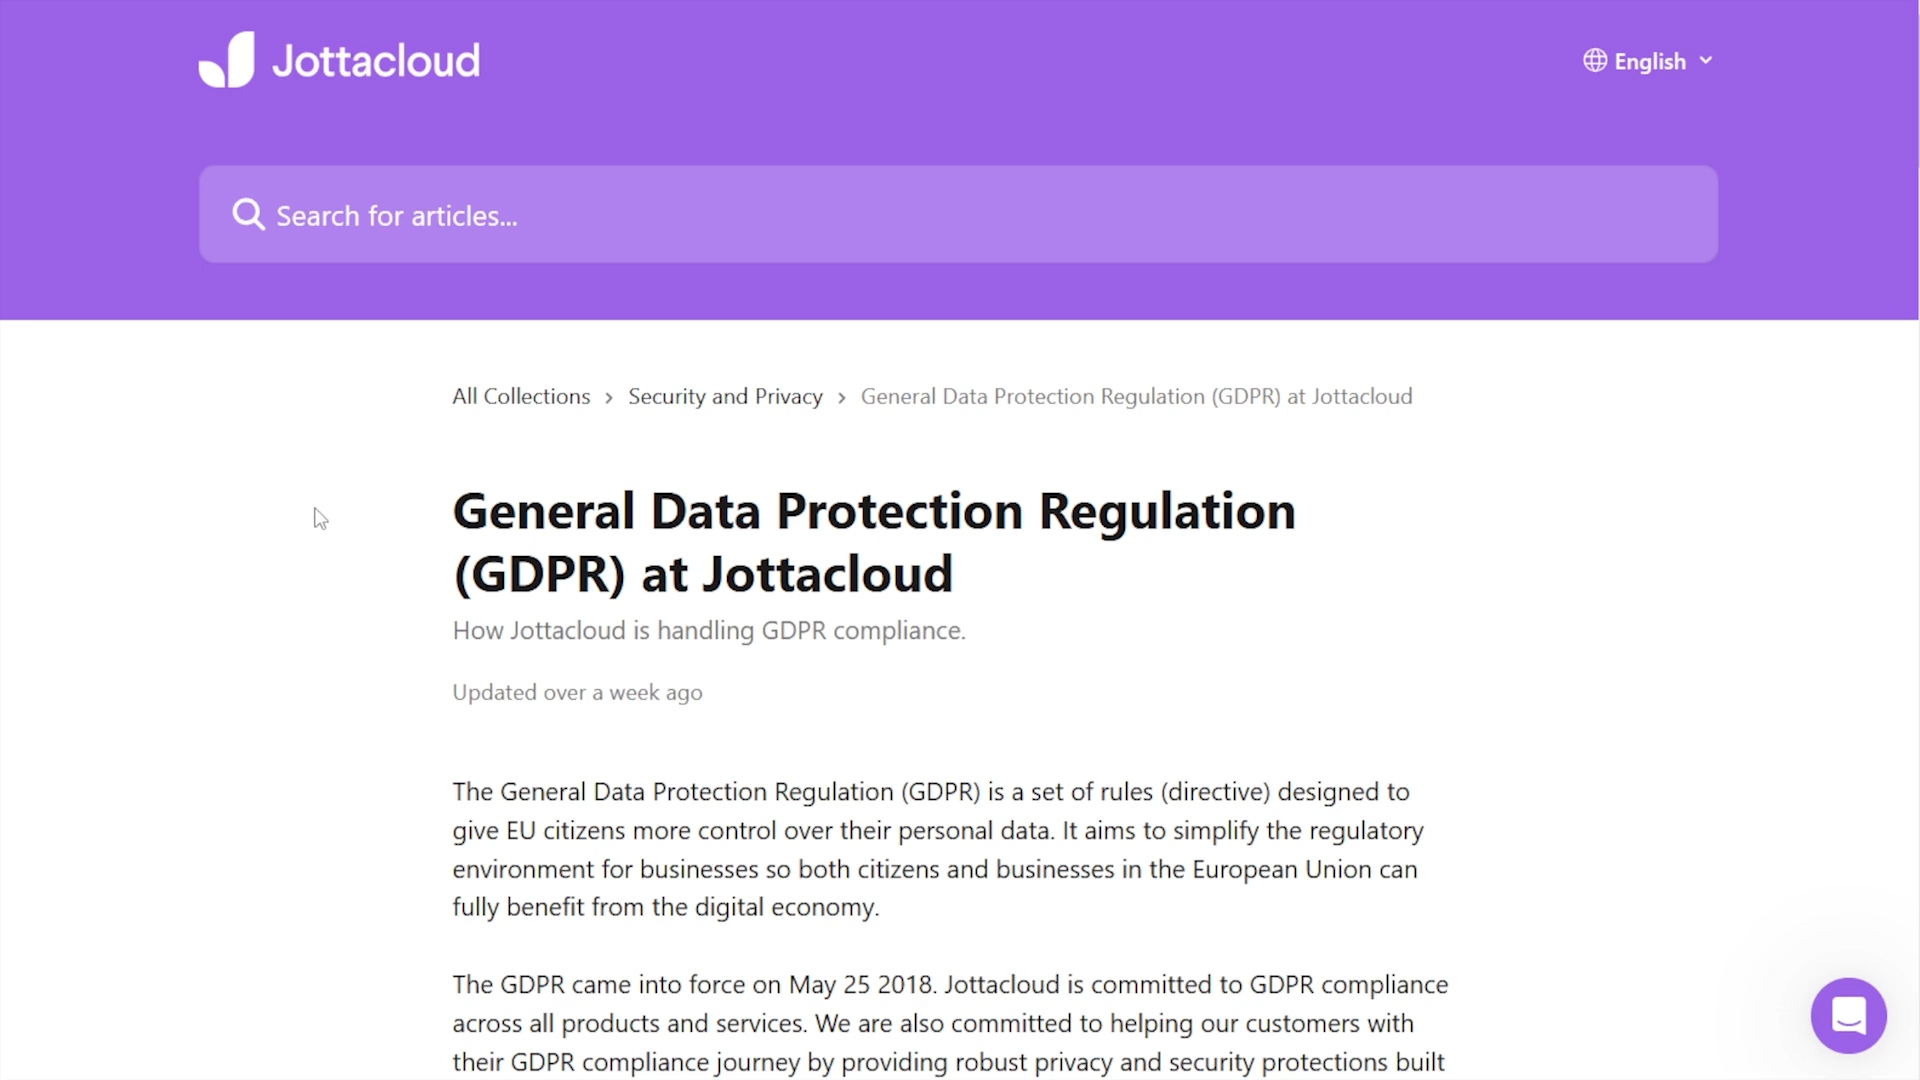 Jottacloud
English
Search for articles...
All Collections > Security and Privacy > General Data Protection Regulation (GDPR) at Jottacloud
General Data Protection Regulation
(GDPR) at Jottacloud
How Jottacloud is handling GDPR compliance.
Updated over a week ago
The General Data Protection Regulation (GDPR) is a set of rules (directive) designed to
give EU citizens more control over their personal data. It aims to simplify the regulatory
environment for businesses so both citizens and businesses in the European Union can
fully benefit from the digital economy.
The GDPR came into force on May 25 2018. Jottacloud is committed to GDPR compliance
across all products and services. We are also committed to helping our customers with
their GDPR compliance journey by providing robust privacy and security protections built